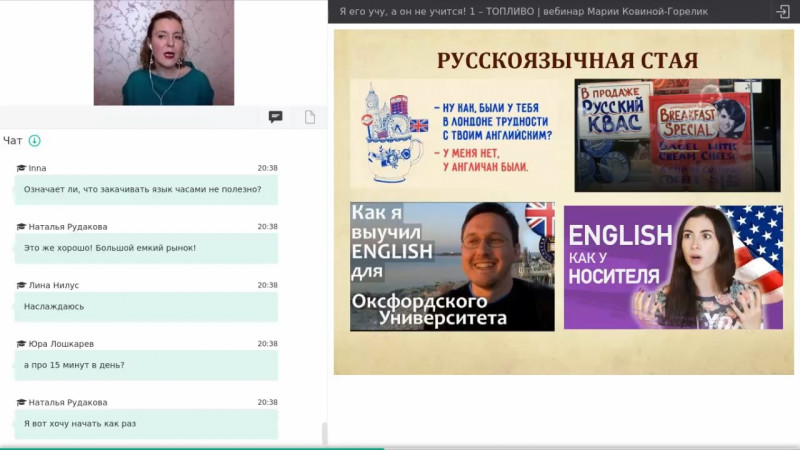 Я его учу, а он не учится! 1 – ТОПЛИВО | вебинар Марии Ковиной-Горелик
Чат
Inna 20:38
Означает ли, что закачивать язык часами не полезно?
Наталья Рудакова 20:38
Это же хорошо! Большой емкий рынок!
Лина Нилус 20:38
Наслаждаюсь
Юра Лошкарев 20:38
а про 15 минут в день?
Наталья Рудакова 20:38
Я вот хочу начать как раз
РУССКОЯЗЫЧНАЯ СТАЯ
– НУ КАК, БЫЛИ У ТЕБЯ
В ЛОНДОНЕ ТРУДНОСТИ
С ТВОИМ АНГЛИЙСКИМ?
– У МЕНЯ НЕТ,
У АНГЛИЧАН БЫЛИ.
В ПРОДАЖЕ
РУССКИЙ
КВАС
BREAKFAST
SPECIAL
BAGEL WITH
CREAM CHEESE
Как я
выучил
ENGLISH
для
Оксфордского
Университета
ENGLISH
КАК У
НОСИТЕЛЯ